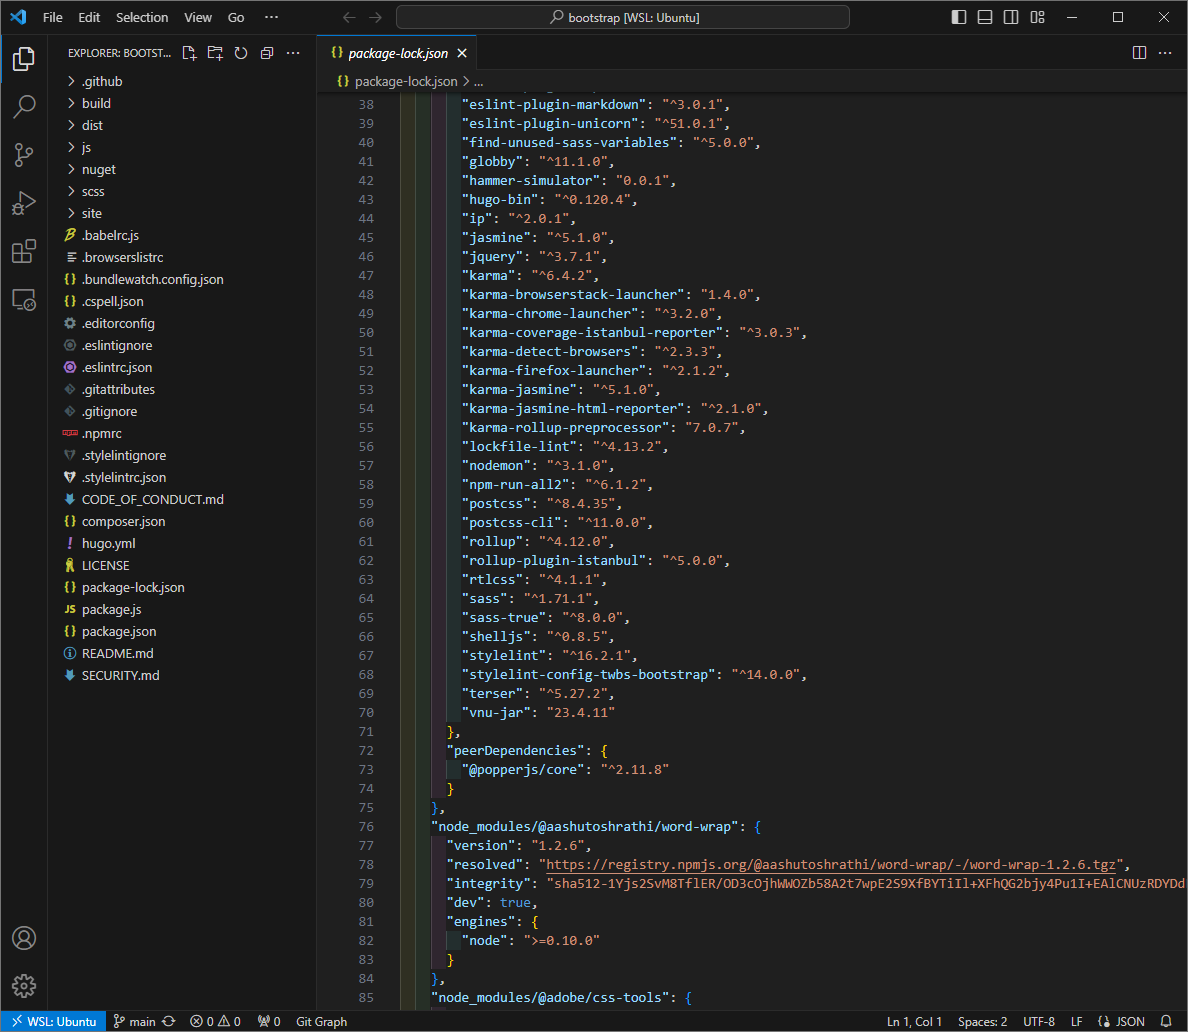 File Edit Selection View Go ··· bootstrap [WSL: Ubuntu]
EXPLORER: BOOTST... ···
.github
build
dist
js
nuget
scss
site
.babelrc.js
.browserslistrc
.bundlewatch.config.json
.cspell.json
.editorconfig
.eslintignore
.eslintrc.json
.gitattributes
.gitignore
.npmrc
.stylelintignore
.stylelintrc.json
CODE_OF_CONDUCT.md
composer.json
hugo.yml
LICENSE
package-lock.json
JS package.js
package.json
README.md
SECURITY.md
{} package-lock.json ···
{} package-lock.json > ...
38 "eslint-plugin-markdown": "^3.0.1",
39 "eslint-plugin-unicorn": "^51.0.1",
40 "find-unused-sass-variables": "^5.0.0",
41 "globby": "^11.1.0",
42 "hammer-simulator": "0.0.1",
43 "hugo-bin": "^0.120.4",
44 "ip": "^2.0.1",
45 "jasmine": "^5.1.0",
46 "jquery": "^3.7.1",
47 "karma": "^6.4.2",
48 "karma-browserstack-launcher": "1.4.0",
49 "karma-chrome-launcher": "^3.2.0",
50 "karma-coverage-istanbul-reporter": "^3.0.3",
51 "karma-detect-browsers": "^2.3.3",
52 "karma-firefox-launcher": "^2.1.2",
53 "karma-jasmine": "^5.1.0",
54 "karma-jasmine-html-reporter": "^2.1.0",
55 "karma-rollup-preprocessor": "7.0.7",
56 "lockfile-lint": "^4.13.2",
57 "nodemon": "^3.1.0",
58 "npm-run-all2": "^6.1.2",
59 "postcss": "^8.4.35",
60 "postcss-cli": "^11.0.0",
61 "rollup": "^4.12.0",
62 "rollup-plugin-istanbul": "^5.0.0",
63 "rtlcss": "^4.1.1",
64 "sass": "^1.71.1",
65 "sass-true": "^8.0.0",
66 "shelljs": "^0.8.5",
67 "stylelint": "^16.2.1",
68 "stylelint-config-twbs-bootstrap": "^14.0.0",
69 "terser": "^5.27.2",
70 "vnu-jar": "23.4.11"
71 },
72 "peerDependencies": {
73 "@popperjs/core": "^2.11.8"
74 }
75 },
76 "node_modules/@aashutoshrathi/word-wrap": {
77 "version": "1.2.6",
78 "resolved": "https://registry.npmjs.org/@aashutoshrathi/word-wrap/-/word-wrap-1.2.6.tgz",
79 "integrity": "sha512-1Yjs2SvM8TflER/OD3cOjhWWOZb58A2t7wpE2S9XfBYTiIl+XFhQG2bjy4Pu1I+EAlCNUzRDYDd
80 "dev": true,
81 "engines": {
82 "node": ">=0.10.0"
83 }
84 },
85 "node_modules/@adobe/css-tools": {
WSL: Ubuntu main 0 0 0 Git Graph Ln 1, Col 1 Spaces: 2 UTF-8 LF {} JSON